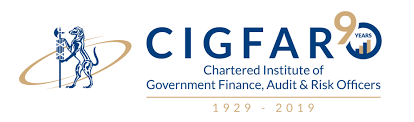 CIGFARO
90 YEARS
Chartered Institute of
Government Finance, Audit & Risk Officers
1929 - 2019